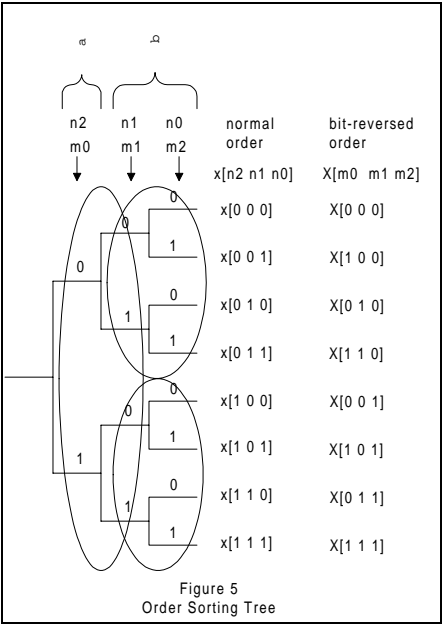 a b
n2 n1 n0 normal bit-reversed
m0 m1 m2 order order
x[n2 n1 n0] X[m0 m1 m2]
0 x[0 0 0] X[0 0 0]
0
1 x[0 0 1] X[1 0 0]
0
0 x[0 1 0] X[0 1 0]
1
1 x[0 1 1] X[1 1 0]
0 x[1 0 0] X[0 0 1]
0
1 x[1 0 1] X[1 0 1]
1
0 x[1 1 0] X[0 1 1]
1
1 x[1 1 1] X[1 1 1]
Figure 5
Order Sorting Tree